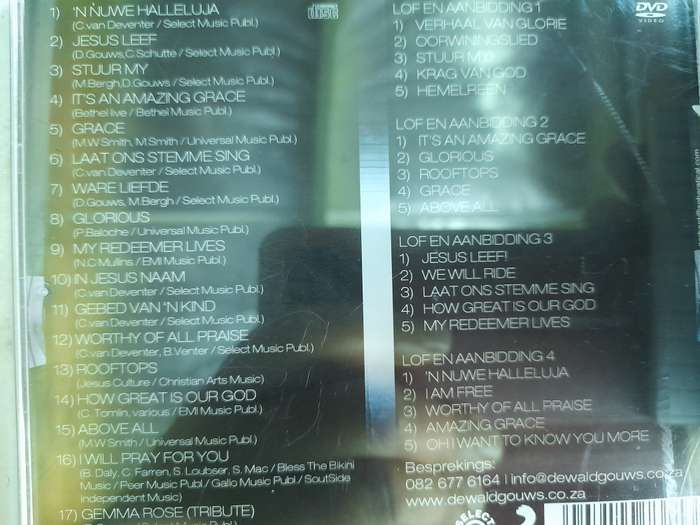 1) 'N NUWE HALLELUJA
(C.van Deventer / Select Music Publ.)
2) JESUS LEEF
(D.Gouws,C.Schutte / Select Music Publ.)
3) STUUR MY
(M.Bergh,D.Gouws / Select Music Publ.)
4) IT'S AN AMAZING GRACE
(Bethel live / Bethel Music Publ.)
5) GRACE
(M.W Smith, M.Smith / Universal Music Publ.)
6) LAAT ONS STEMME SING
(C.van Deventer / Select Music Publ.)
7) WARE LIEFDE
(D.Gouws, M.Bergh / Select Music Publ.)
8) GLORIOUS
(P.Baloche / Universal Music Publ.)
9) MY REDEEMER LIVES
(N.C Mullins / EMI Music Publ.)
10) IN JESUS NAAM
(C.van Deventer / Select Music Publ.)
11) GEBED VAN 'N KIND
(C.van Deventer / Select Music Publ.)
12) WORTHY OF ALL PRAISE
(C.van Deventer, B.Venter / Select Music Publ.)
13) ROOFTOPS
(Jesus Culture / Christian Arts Music)
14) HOW GREAT IS OUR GOD
(C. Tomlin, various / EMI Music Publ.)
15) ABOVE ALL
(M.W Smith / Universal Music Publ.)
16) I WILL PRAY FOR YOU
(B. Daly, C. Farren, S. Loubser, S. Mac / Bless The Bikini
Music / Peer Music Publ / Gallo Music Publ / SoutSide
Independent Music)
17) GEMMA ROSE (TRIBUTE)
disc
DVD
VIDEO
LOF EN AANBIDDING 1
1) VERHAAL VAN GLORIE
2) OORWININGSLIED
3) STUUR MY
4) KRAG VAN GOD
5) HEMELREEN
LOF EN AANBIDDING 2
1) IT'S AN AMAZING GRACE
2) GLORIOUS
3) ROOFTOPS
4) GRACE
5) ABOVE ALL
LOF EN AANBIDDING 3
1) JESUS LEEF!
2) WE WILL RIDE
3) LAAT ONS STEMME SING
4) HOW GREAT IS OUR GOD
5) MY REDEEMER LIVES
LOF EN AANBIDDING 4
1) 'N NUWE HALLELUJA
2) I AM FREE
3) WORTHY OF ALL PRAISE
4) AMAZING GRACE
5) OH I WANT TO KNOW YOU MORE
Besprekings:
082 677 6164 | info@dewaldgouws.co.za
www.dewaldgouws.co.za
SELECT